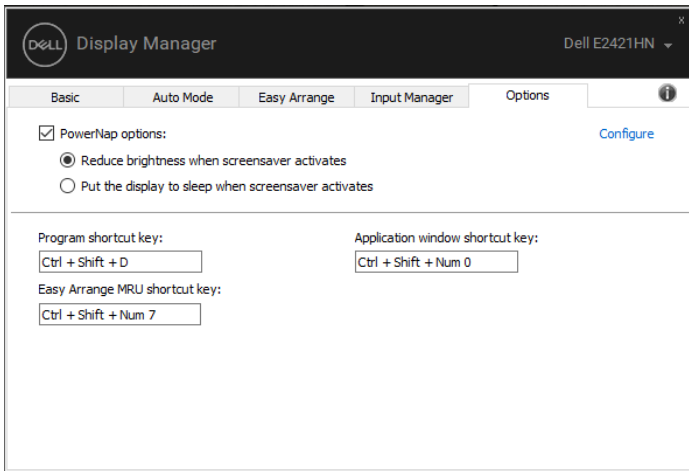 x
DELL Display Manager Dell E2421HN
Basic Auto Mode Easy Arrange Input Manager Options i
PowerNap options: Configure
Reduce brightness when screensaver activates
Put the display to sleep when screensaver activates
Program shortcut key: Application window shortcut key:
Ctrl + Shift + D Ctrl + Shift + Num 0
Easy Arrange MRU shortcut key:
Ctrl + Shift + Num 7